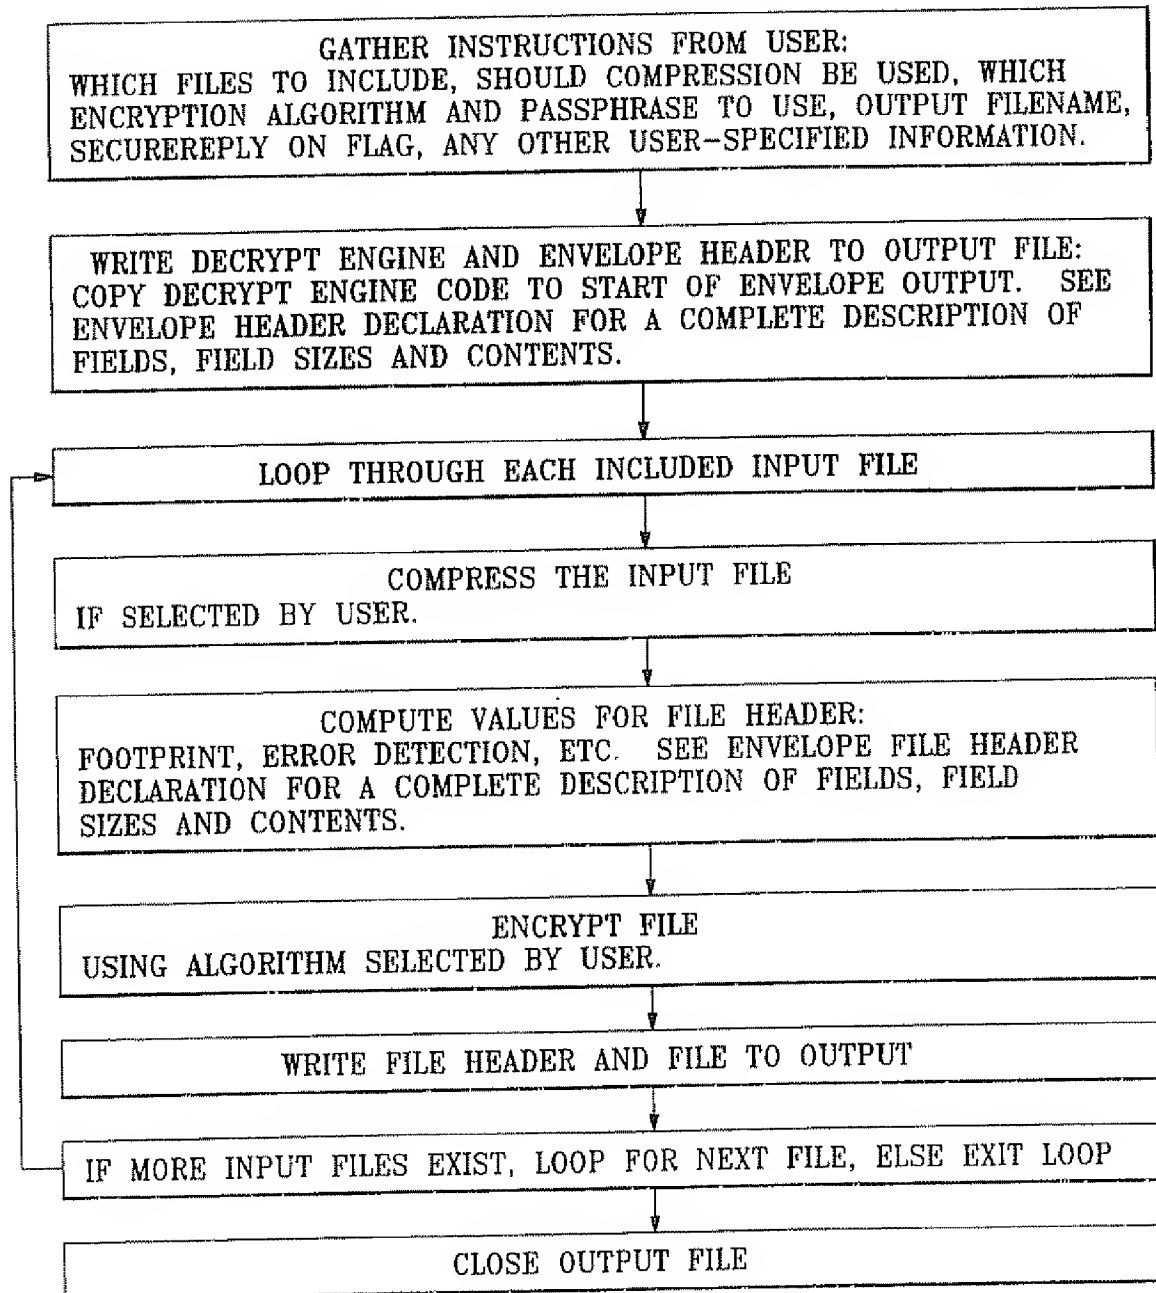 GATHER INSTRUCTIONS FROM USER:
WHICH FILES TO INCLUDE, SHOULD COMPRESSION BE USED, WHICH
ENCRYPTION ALGORITHM AND PASSPHRASE TO USE, OUTPUT FILENAME,
SECUREREPLY ON FLAG, ANY OTHER USER-SPECIFIED INFORMATION.
WRITE DECRYPT ENGINE AND ENVELOPE HEADER TO OUTPUT FILE:
COPY DECRYPT ENGINE CODE TO START OF ENVELOPE OUTPUT. SEE
ENVELOPE HEADER DECLARATION FOR A COMPLETE DESCRIPTION OF
FIELDS, FIELD SIZES AND CONTENTS.
LOOP THROUGH EACH INCLUDED INPUT FILE
COMPRESS THE INPUT FILE
IF SELECTED BY USER.
COMPUTE VALUES FOR FILE HEADER:
FOOTPRINT, ERROR DETECTION, ETC. SEE ENVELOPE FILE HEADER
DECLARATION FOR A COMPLETE DESCRIPTION OF FIELDS, FIELD
SIZES AND CONTENTS.
ENCRYPT FILE
USING ALGORITHM SELECTED BY USER.
WRITE FILE HEADER AND FILE TO OUTPUT
IF MORE INPUT FILES EXIST, LOOP FOR NEXT FILE, ELSE EXIT LOOP
CLOSE OUTPUT FILE